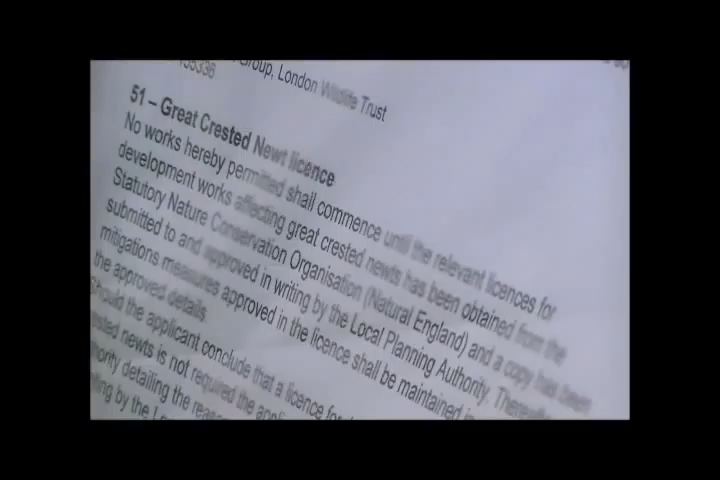 155336
Group, London Wildlife Trust
51 – Great Crested Newt licence
No works hereby permitted shall commence until the relevant licences for
development works affecting great crested newts has been obtained from the
Statutory Nature Conservation Organisation (Natural England) and a copy has been
submitted to and approved in writing by the Local Planning Authority. Thereafter
mitigations measures approved in the licence shall be maintained in
the approved details
Should the applicant conclude that a licence for
newts is not required the
detailing the
by the